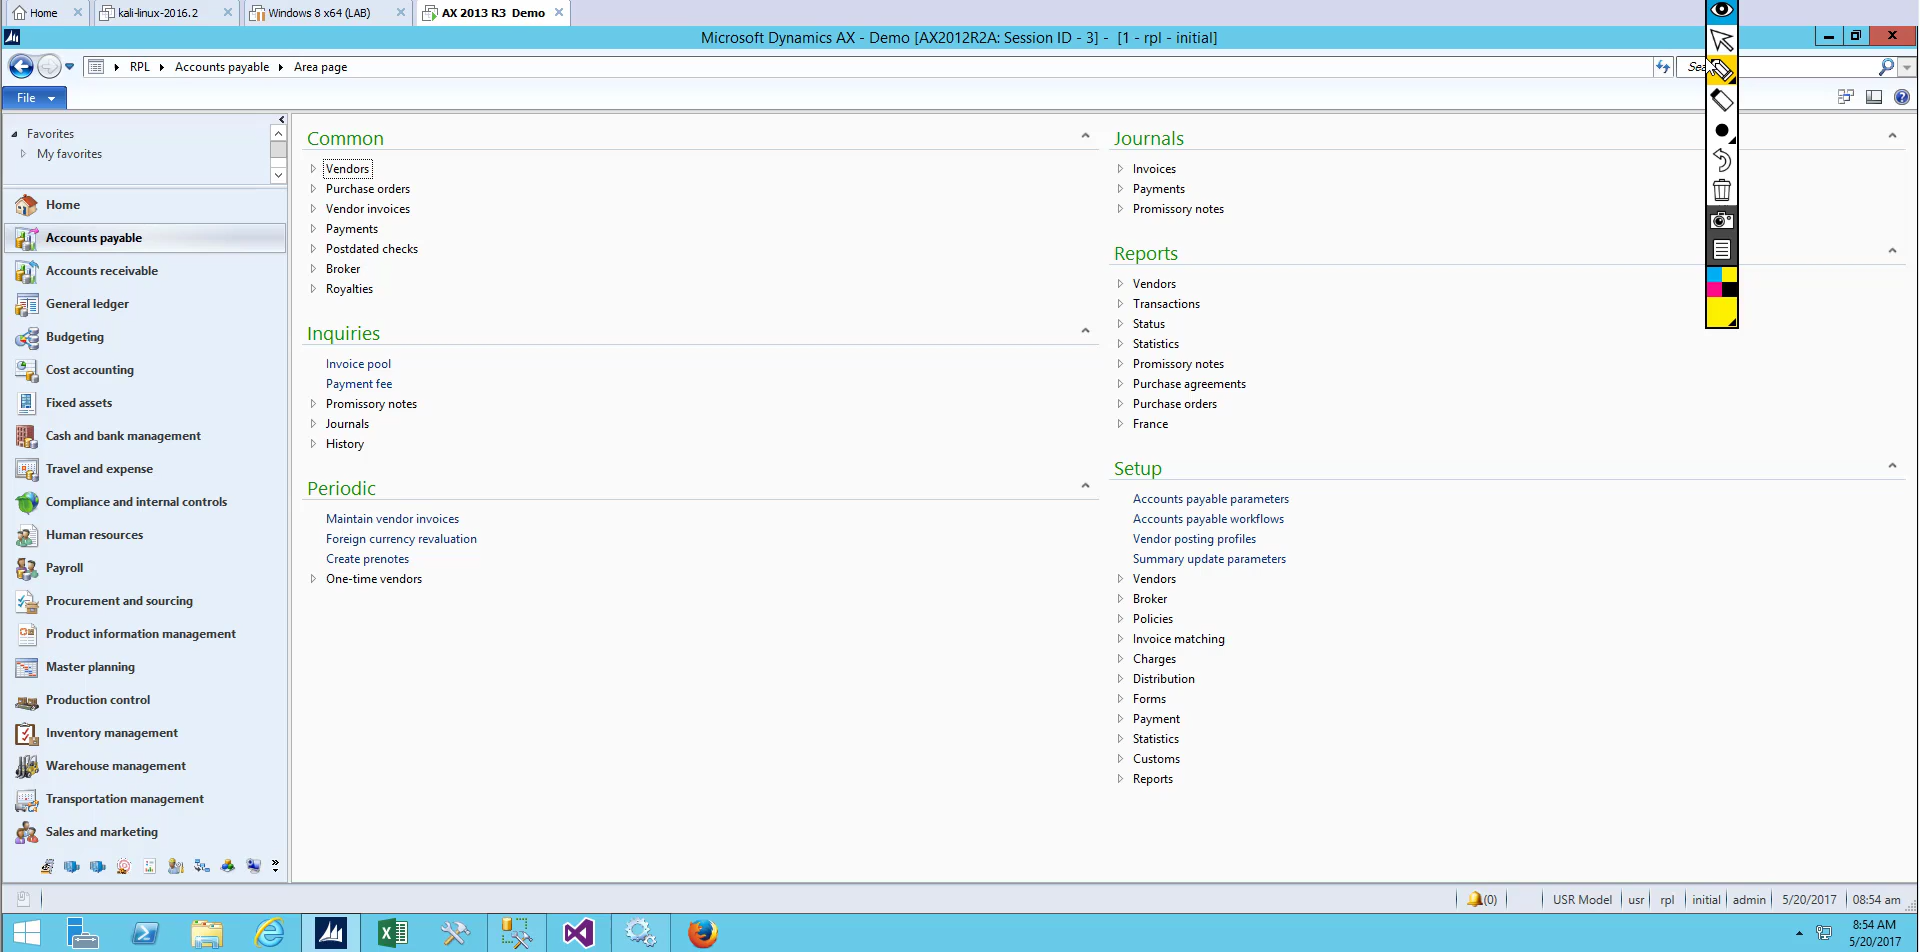 Home
kali-linux-2016.2
Windows 8 x64 (LAB)
AX 2013 R3 Demo
Microsoft Dynamics AX - Demo [AX2012R2A: Session ID - 3] - [1 - rpl - initial]
RPL
Accounts payable
Area page
File
Favorites
My favorites
Home
Accounts payable
Accounts receivable
General ledger
Budgeting
Cost accounting
Fixed assets
Cash and bank management
Travel and expense
Compliance and internal controls
Human resources
Payroll
Procurement and sourcing
Product information management
Master planning
Production control
Inventory management
Warehouse management
Transportation management
Sales and marketing
Common
Vendors
Purchase orders
Vendor invoices
Payments
Postdated checks
Broker
Royalties
Inquiries
Invoice pool
Payment fee
Promissory notes
Journals
History
Periodic
Maintain vendor invoices
Foreign currency revaluation
Create prenotes
One-time vendors
Journals
Invoices
Payments
Promissory notes
Reports
Vendors
Transactions
Status
Statistics
Promissory notes
Purchase agreements
Purchase orders
France
Setup
Accounts payable parameters
Accounts payable workflows
Vendor posting profiles
Summary update parameters
Vendors
Broker
Policies
Invoice matching
Charges
Distribution
Forms
Payment
Statistics
Customs
Reports
(0)
USR Model
usr
rpl
initial
admin
5/20/2017
08:54 am
8:54 AM
5/20/2017